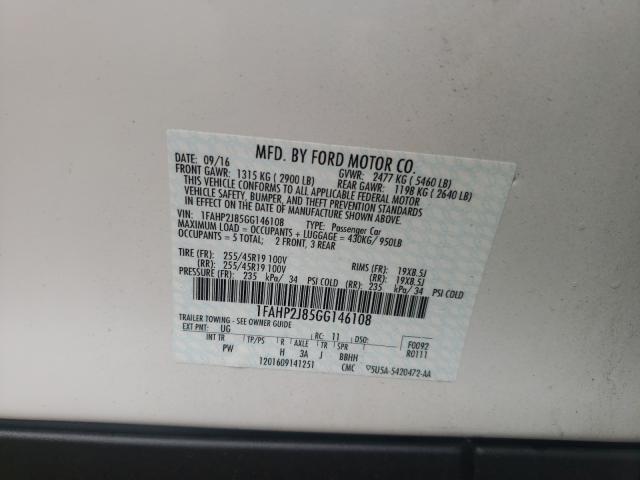 MFD. BY FORD MOTOR CO.
DATE: 09/16 GVWR: 2477 KG ( 5460 LB)
FRONT GAWR: 1315 KG ( 2900 LB) REAR GAWR: 1198 KG ( 2640 LB)
THIS VEHICLE CONFORMS TO ALL APPLICABLE FEDERAL MOTOR
VEHICLE SAFETY, BUMPER, AND THEFT PREVENTION STANDARDS
IN EFFECT ON THE DATE OF MANUFACTURE SHOWN ABOVE.
VIN: 1FAHP2J85GG146108 Passenger Car
MAXIMUM LOAD = OCCUPANTS + LUGGAGE = 430KG/ 950LB
OCCUPANTS = 5 TOTAL; 2 FRONT, 3 REAR
TIRE (FR): 255/45R19 100V RIMS (FR): 19X8.5J
(RR): 255/45R19 100V (RR): 19X8.5J
PRESSURE (FR): 235 kPa/ 34 PSI COLD (RR): 235 kPa/ 34 PSI COLD
1FAHP2J85GG146108
TRAILER TOWING - SEE OWNER GUIDE
EXT PNT: UG RC: 11 DSO: F0092
INT TR TP/PS R AXLE TR SPR R0111
PW H 3A J BBHH
1201609141251 CMC 5U5A-5420472-AA